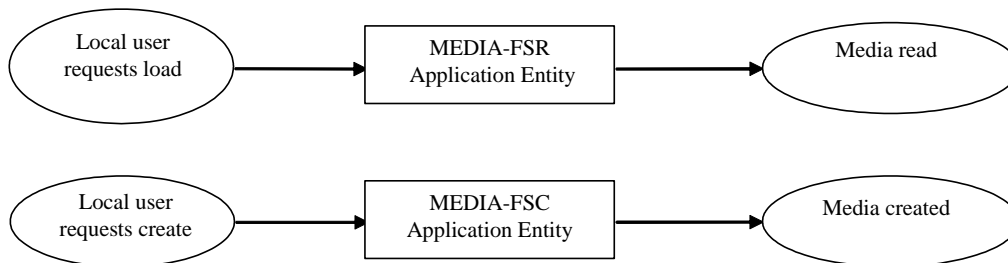 Local user
requests load
MEDIA-FSR
Application Entity
Media read
Local user
requests create
MEDIA-FSC
Application Entity
Media created